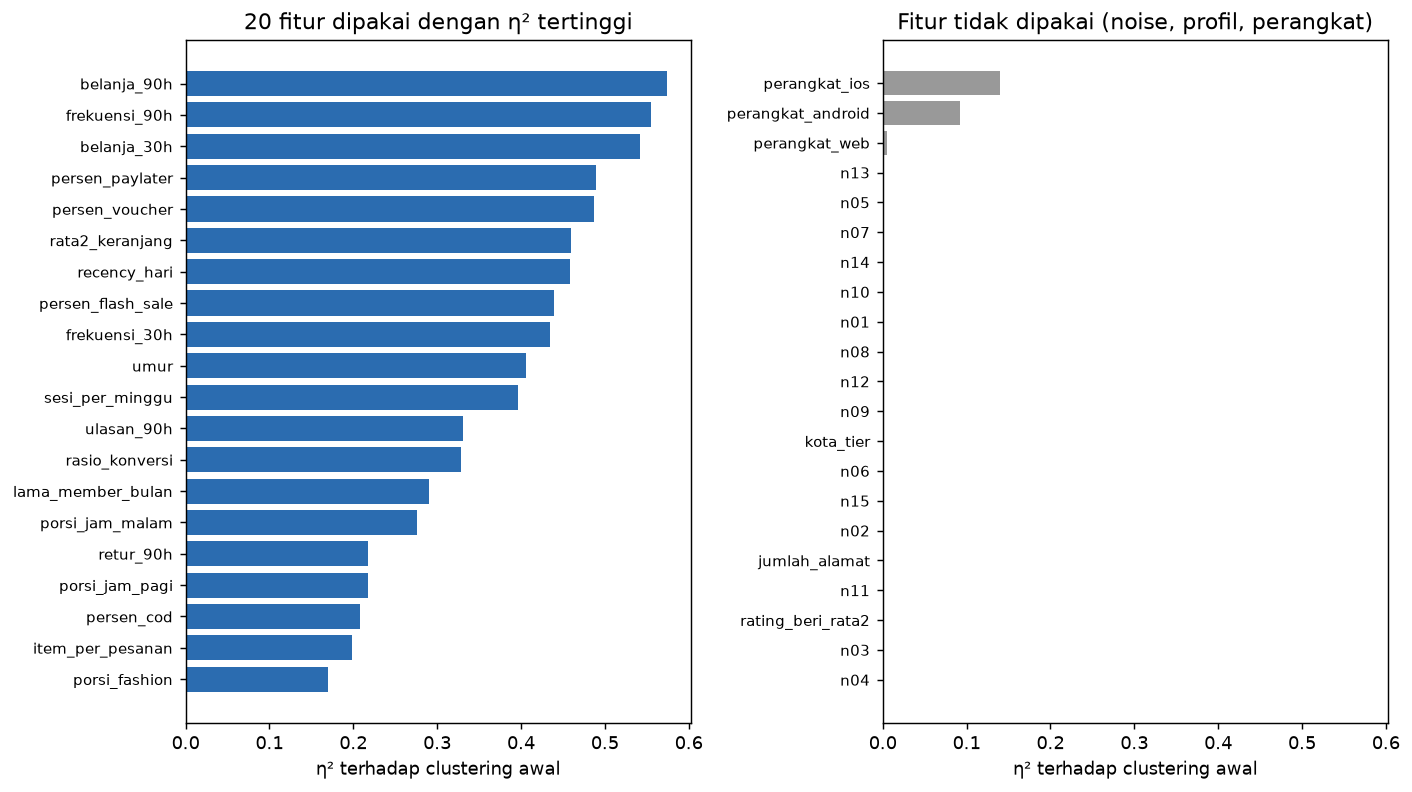 20 fitur dipakai dengan η² tertinggi
belanja_90h
frekuensi_90h
belanja_30h
persen_paylater
persen_voucher
rata2_keranjang
recency_hari
persen_flash_sale
frekuensi_30h
umur
sesi_per_minggu
ulasan_90h
rasio_konversi
lama_member_bulan
porsi_jam_malam
retur_90h
porsi_jam_pagi
persen_cod
item_per_pesanan
porsi_fashion
0.0 0.1 0.2 0.3 0.4 0.5 0.6
η² terhadap clustering awal
Fitur tidak dipakai (noise, profil, perangkat)
perangkat_ios
perangkat_android
perangkat_web
n13
n05
n07
n14
n10
n01
n08
n12
n09
kota_tier
n06
n15
n02
jumlah_alamat
n11
rating_beri_rata2
n03
n04
0.0 0.1 0.2 0.3 0.4 0.5 0.6
η² terhadap clustering awal